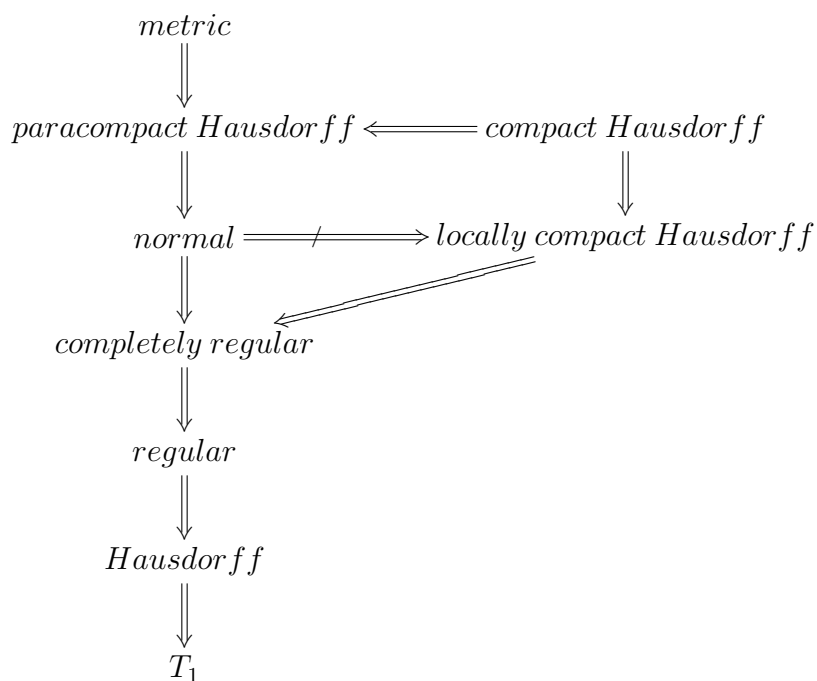 metric
paracompact Hausdorff compact Hausdorff
normal locally compact Hausdorff
completely regular
regular
Hausdorff
T₁